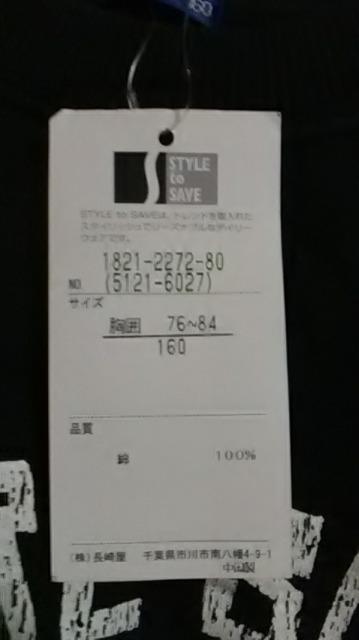 160
STYLE
to
SAVE
STYLE to SAVEは、トレンドを取入れた
スタイリッシュでリーズナブルなデイリー
ウェアです。
1821-2272-80
NO. (5121-6027)
サイズ
胸囲 76~84
160
品質
綿 100%
(株)長崎屋 千葉県市川市南八幡4-9-1
中国製